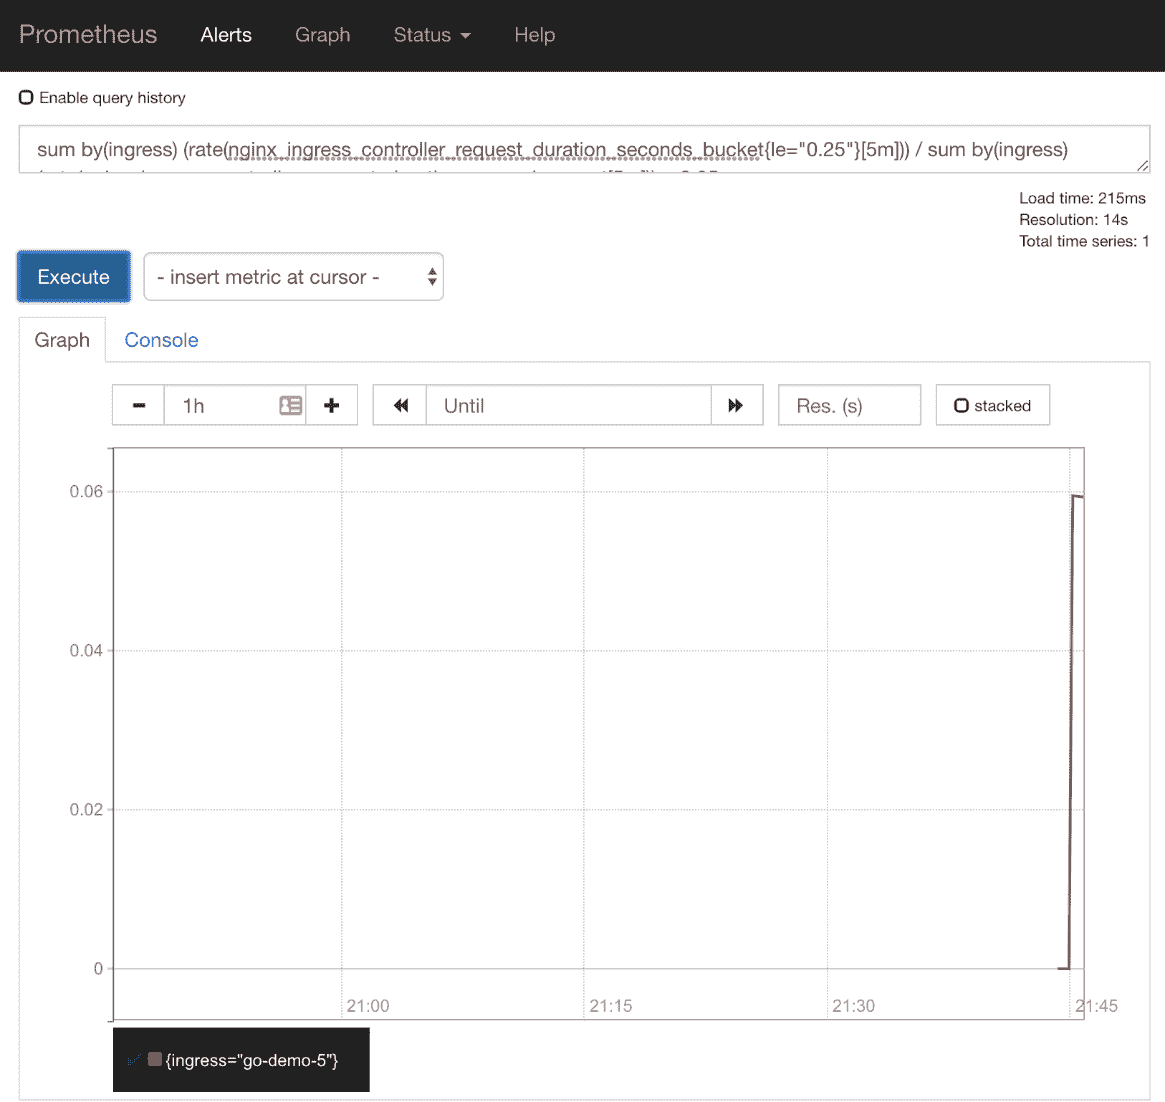 Prometheus Alerts Graph Status Help
Enable query history
sum by(ingress) (rate(nginx_ingress_controller_request_duration_seconds_bucket{le="0.25"}[5m])) / sum by(ingress)
Load time: 215ms
Resolution: 14s
Total time series: 1
Execute - insert metric at cursor -
Graph Console
1h Until Res. (s) stacked
0.06
0.04
0.02
0
21:00 21:15 21:30 21:45
{ingress="go-demo-5"}